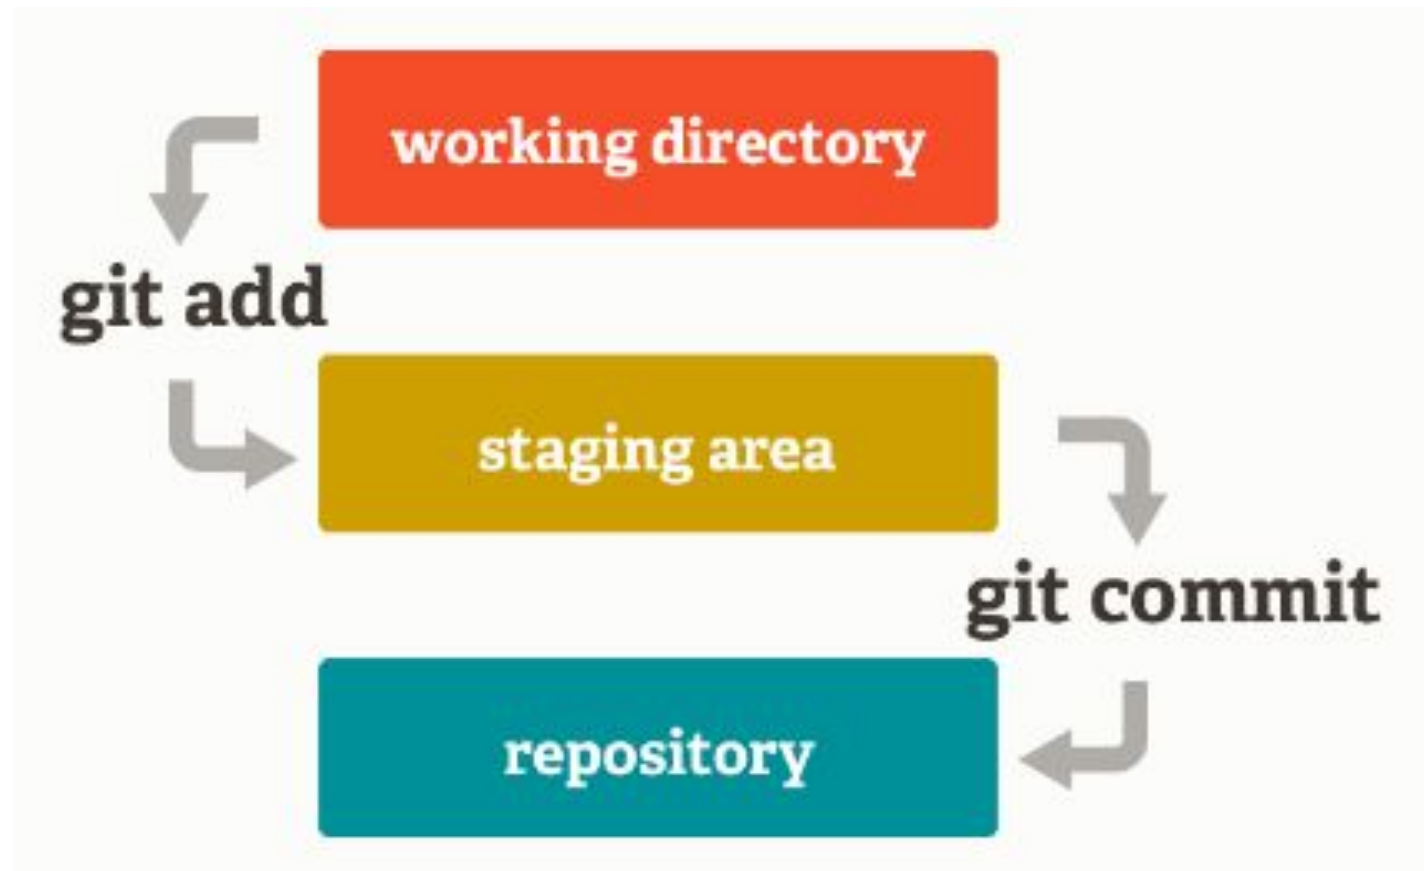 working directory
git add
staging area
git commit
repository